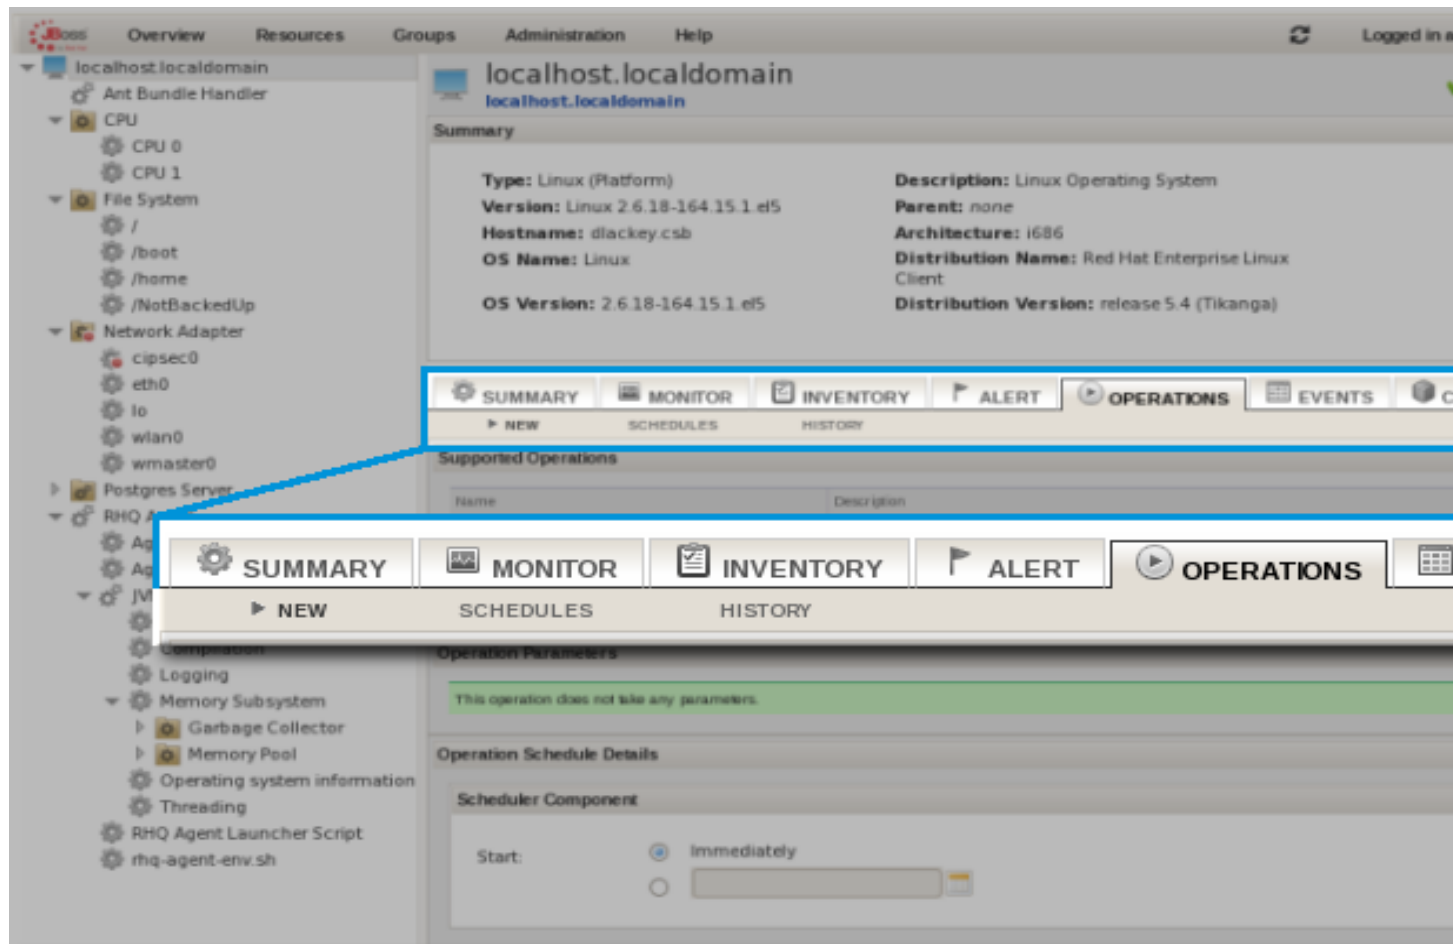 JBoss Overview Resources Groups Administration Help Logged in a
localhost.localdomain
Ant Bundle Handler
CPU
CPU 0
CPU 1
File System
/
/boot
/home
/NotBackedUp
Network Adapter
cipsec0
eth0
lo
wlan0
wmaster0
Postgres Server
RHQ A
Ag
Ag
JV
Compilation
Logging
Memory Subsystem
Garbage Collector
Memory Pool
Operating system information
Threading
RHQ Agent Launcher Script
rhq-agent-env.sh
localhost.localdomain
localhost.localdomain
Summary
Type: Linux (Platform) Description: Linux Operating System
Version: Linux 2.6.18-164.15.1.el5 Parent: none
Hostname: dlackey.csb Architecture: i686
OS Name: Linux Distribution Name: Red Hat Enterprise Linux
Client
OS Version: 2.6.18-164.15.1.el5 Distribution Version: release 5.4 (Tikanga)
SUMMARY MONITOR INVENTORY ALERT OPERATIONS EVENTS C
NEW SCHEDULES HISTORY
Supported Operations
Name Description
SUMMARY MONITOR INVENTORY ALERT OPERATIONS
NEW SCHEDULES HISTORY
Operation Parameters
This operation does not take any parameters.
Operation Schedule Details
Scheduler Component
Start: Immediately